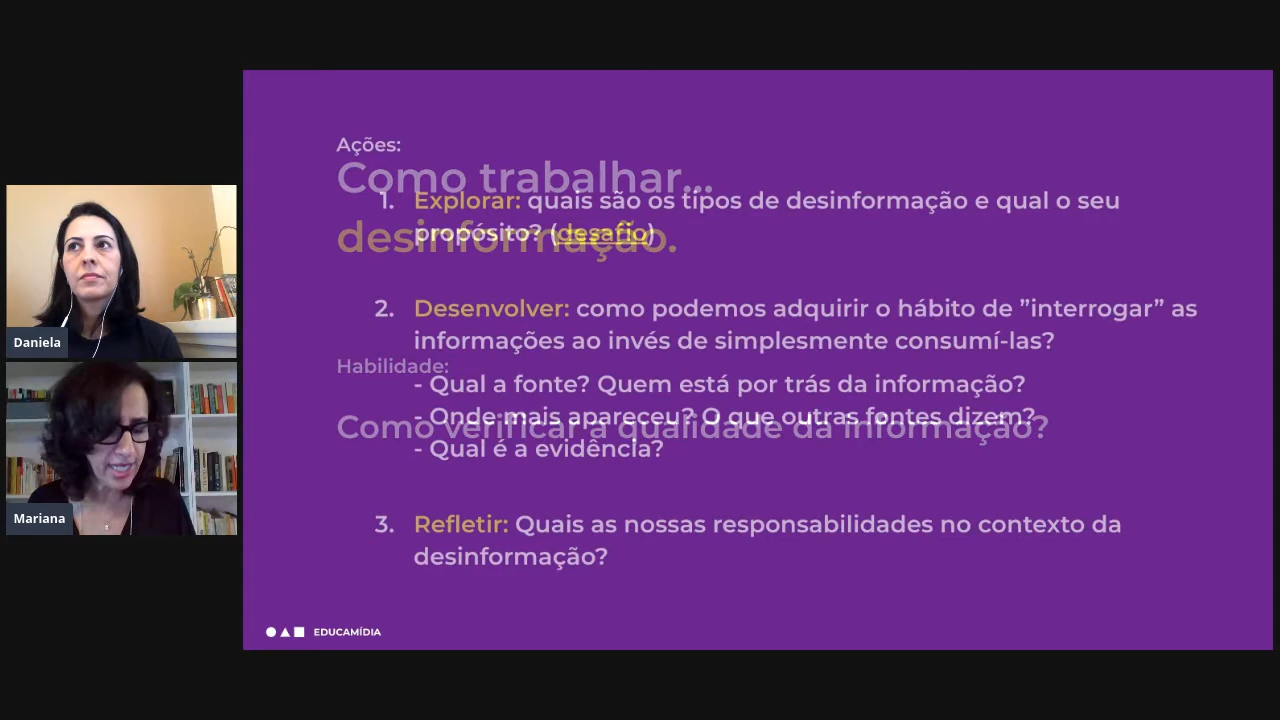 Ações:
Como trabalhar...
1. Explorar: quais são os tipos de desinformação e qual o seu
propósito? (desafio)
desinformação.
2. Desenvolver: como podemos adquirir o hábito de ”interrogar” as
informações ao invés de simplesmente consumí-las?
Habilidade:
- Qual a fonte? Quem está por trás da informação?
- Onde mais apareceu? O que outras fontes dizem?
Como verificar a qualidade da informação?
- Qual é a evidência?
3. Refletir: Quais as nossas responsabilidades no contexto da
desinformação?
EDUCAMÍDIA
Daniela
Mariana